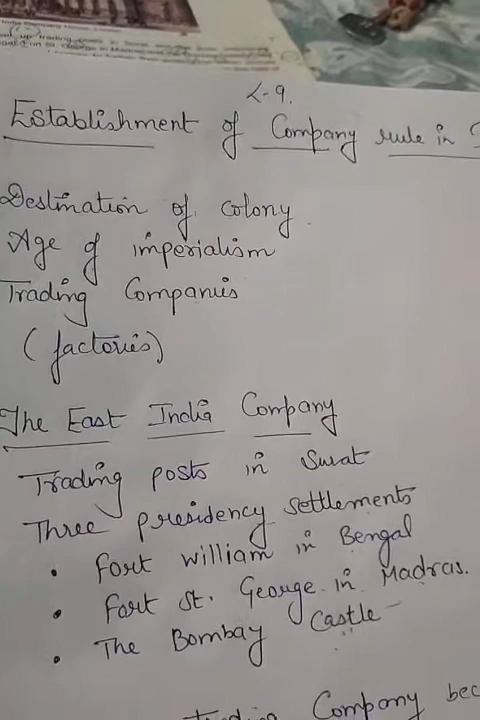 L-9.
Establishment of Company rule in
Destination of colony
Age of imperialism
Trading Companies
(factories)
The East India Company
Trading posts in Surat
Three presidency settlements
• Fort william in Bengal
• Fort St. George in Madras.
• The Bombay Castle
Trading Company bec